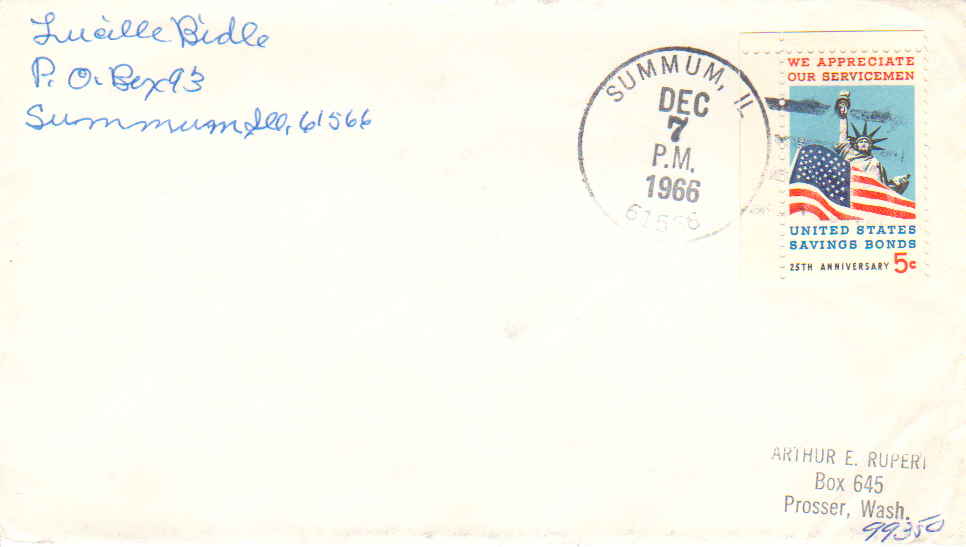 Lucille Bidle
P. O. Box 93
Summum Ill, 61566
SUMMUM, IL
DEC
7
P.M.
1966
61566
WE APPRECIATE
OUR SERVICEMEN
UNITED STATES
SAVINGS BONDS
25TH ANNIVERSARY 5c
ARTHUR E. RUPERT
Box 645
Prosser, Wash.
99350